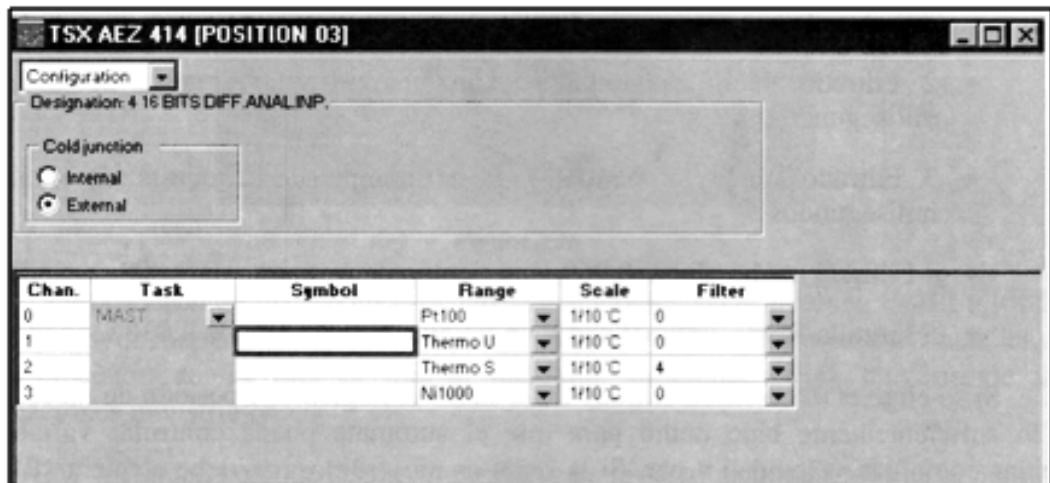 TSX AEZ 414 [POSITION 03]
Configuration
Designation: 4 16 BITS DIFF.ANAL.INP.
Cold junction
Internal
External
Chan. Task Symbol Range Scale Filter
0 MAST Pt100 1/10 °C 0
1 Thermo U 1/10 °C 0
2 Thermo S 1/10 °C 4
3 Ni1000 1/10 °C 0